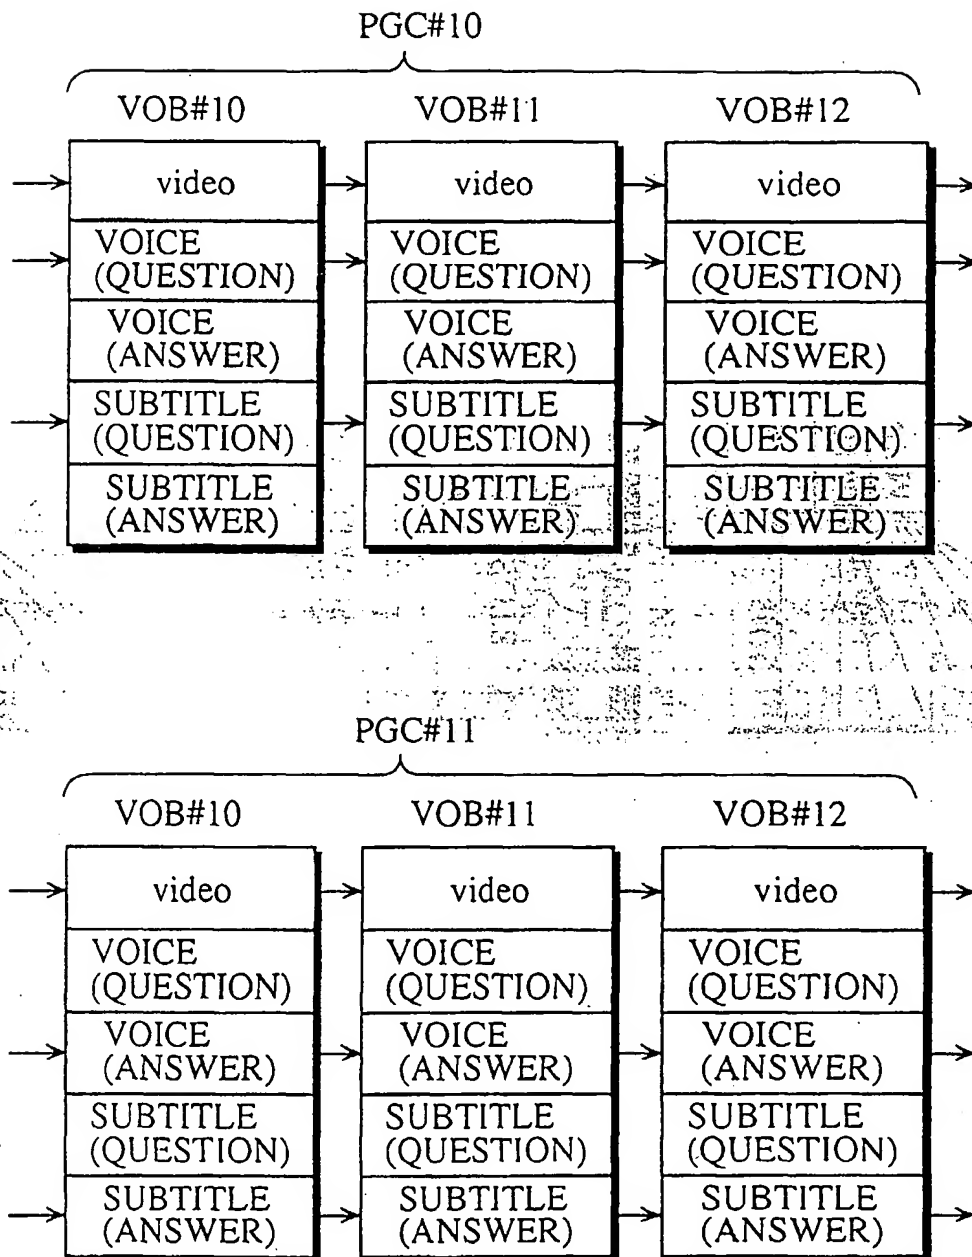 PGC#10
VOB#10 VOB#11 VOB#12
video video video
VOICE VOICE VOICE
(QUESTION) (QUESTION) (QUESTION)
VOICE VOICE VOICE
(ANSWER) (ANSWER) (ANSWER)
SUBTITLE SUBTITLE SUBTITLE
(QUESTION) (QUESTION) (QUESTION)
SUBTITLE SUBTITLE SUBTITLE
(ANSWER) (ANSWER) (ANSWER)
PGC#11
VOB#10 VOB#11 VOB#12
video video video
VOICE VOICE VOICE
(QUESTION) (QUESTION) (QUESTION)
VOICE VOICE VOICE
(ANSWER) (ANSWER) (ANSWER)
SUBTITLE SUBTITLE SUBTITLE
(QUESTION) (QUESTION) (QUESTION)
SUBTITLE SUBTITLE SUBTITLE
(ANSWER) (ANSWER) (ANSWER)